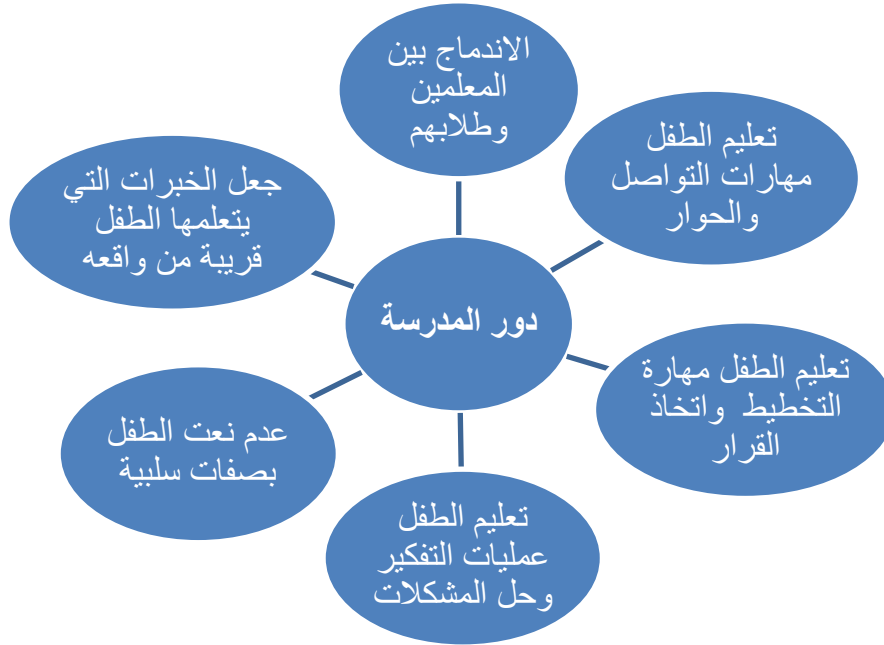 الاندماج بين
المعلمين
وطلابهم
تعليم الطفل
مهارات التواصل
والحوار
تعليم الطفل مهارة
التخطيط واتخاذ
القرار
تعليم الطفل
عمليات التفكير
وحل المشكلات
عدم نعت الطفل
بصفات سلبية
جعل الخبرات التي
يتعلمها الطفل
قريبة من واقعه
دور المدرسة